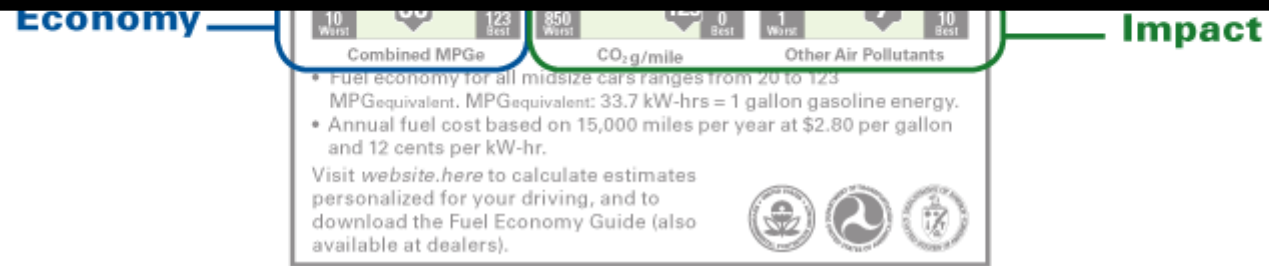 Economy
Impact
10 Worst
123 Best
850 Worst
0 Best
1 Worst
10 Best
Combined MPGe
CO₂ g/mile
Other Air Pollutants
• Fuel economy for all midsize cars ranges from 20 to 123
MPGequivalent. MPGequivalent: 33.7 kW-hrs = 1 gallon gasoline energy.
• Annual fuel cost based on 15,000 miles per year at $2.80 per gallon
and 12 cents per kW-hr.
Visit website.here to calculate estimates
personalized for your driving, and to
download the Fuel Economy Guide (also
available at dealers).